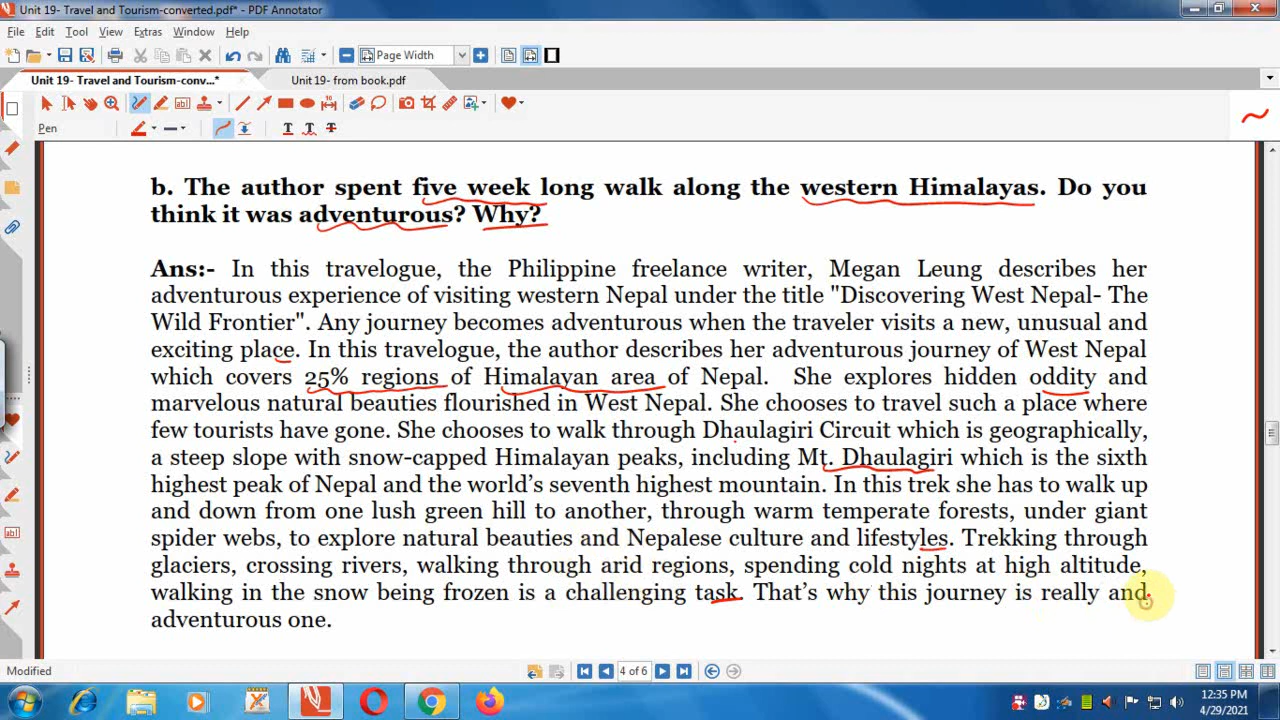 Unit 19- Travel and Tourism-converted.pdf* - PDF Annotator
File Edit Tool View Extras Window Help
Page Width
Unit 19- Travel and Tourism-conv...* Unit 19- from book.pdf
Pen
b. The author spent five week long walk along the western Himalayas. Do you
think it was adventurous? Why?
Ans:- In this travelogue, the Philippine freelance writer, Megan Leung describes her
adventurous experience of visiting western Nepal under the title "Discovering West Nepal- The
Wild Frontier". Any journey becomes adventurous when the traveler visits a new, unusual and
exciting place. In this travelogue, the author describes her adventurous journey of West Nepal
which covers 25% regions of Himalayan area of Nepal. She explores hidden oddity and
marvelous natural beauties flourished in West Nepal. She chooses to travel such a place where
few tourists have gone. She chooses to walk through Dhaulagiri Circuit which is geographically,
a steep slope with snow-capped Himalayan peaks, including Mt. Dhaulagiri which is the sixth
highest peak of Nepal and the world's seventh highest mountain. In this trek she has to walk up
and down from one lush green hill to another, through warm temperate forests, under giant
spider webs, to explore natural beauties and Nepalese culture and lifestyles. Trekking through
glaciers, crossing rivers, walking through arid regions, spending cold nights at high altitude,
walking in the snow being frozen is a challenging task. That's why this journey is really and
adventurous one.
Modified
4 of 6
12:35 PM
4/29/2021